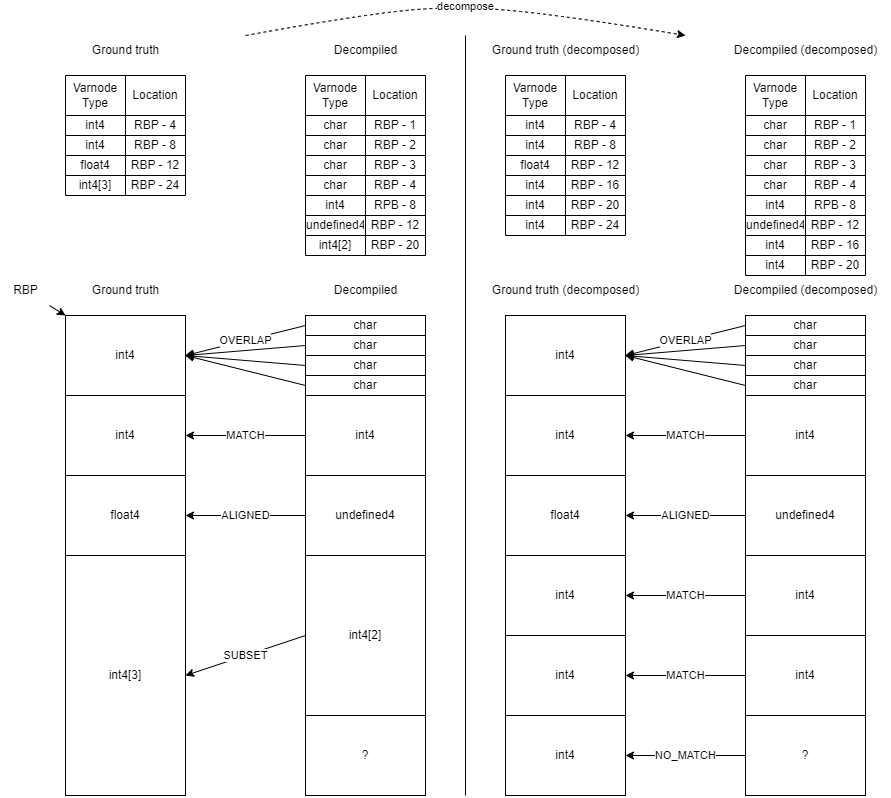 decompose
Ground truth
Decompiled
Ground truth (decomposed)
Decompiled (decomposed)
Varnode Type Location
int4 RBP - 4
int4 RBP - 8
float4 RBP - 12
int4[3] RBP - 24
Varnode Type Location
char RBP - 1
char RBP - 2
char RBP - 3
char RBP - 4
int4 RPB - 8
undefined4 RBP - 12
int4[2] RBP - 20
Varnode Type Location
int4 RBP - 4
int4 RBP - 8
float4 RBP - 12
int4 RBP - 16
int4 RBP - 20
int4 RBP - 24
Varnode Type Location
char RBP - 1
char RBP - 2
char RBP - 3
char RBP - 4
int4 RPB - 8
undefined4 RBP - 12
int4 RBP - 16
int4 RBP - 20
RBP
Ground truth
Decompiled
int4
OVERLAP
char
char
char
char
int4
MATCH
int4
float4
ALIGNED
undefined4
int4[3]
SUBSET
int4[2]
?
Ground truth (decomposed)
Decompiled (decomposed)
int4
OVERLAP
char
char
char
char
int4
MATCH
int4
float4
ALIGNED
undefined4
int4
MATCH
int4
int4
MATCH
int4
int4
NO_MATCH
?